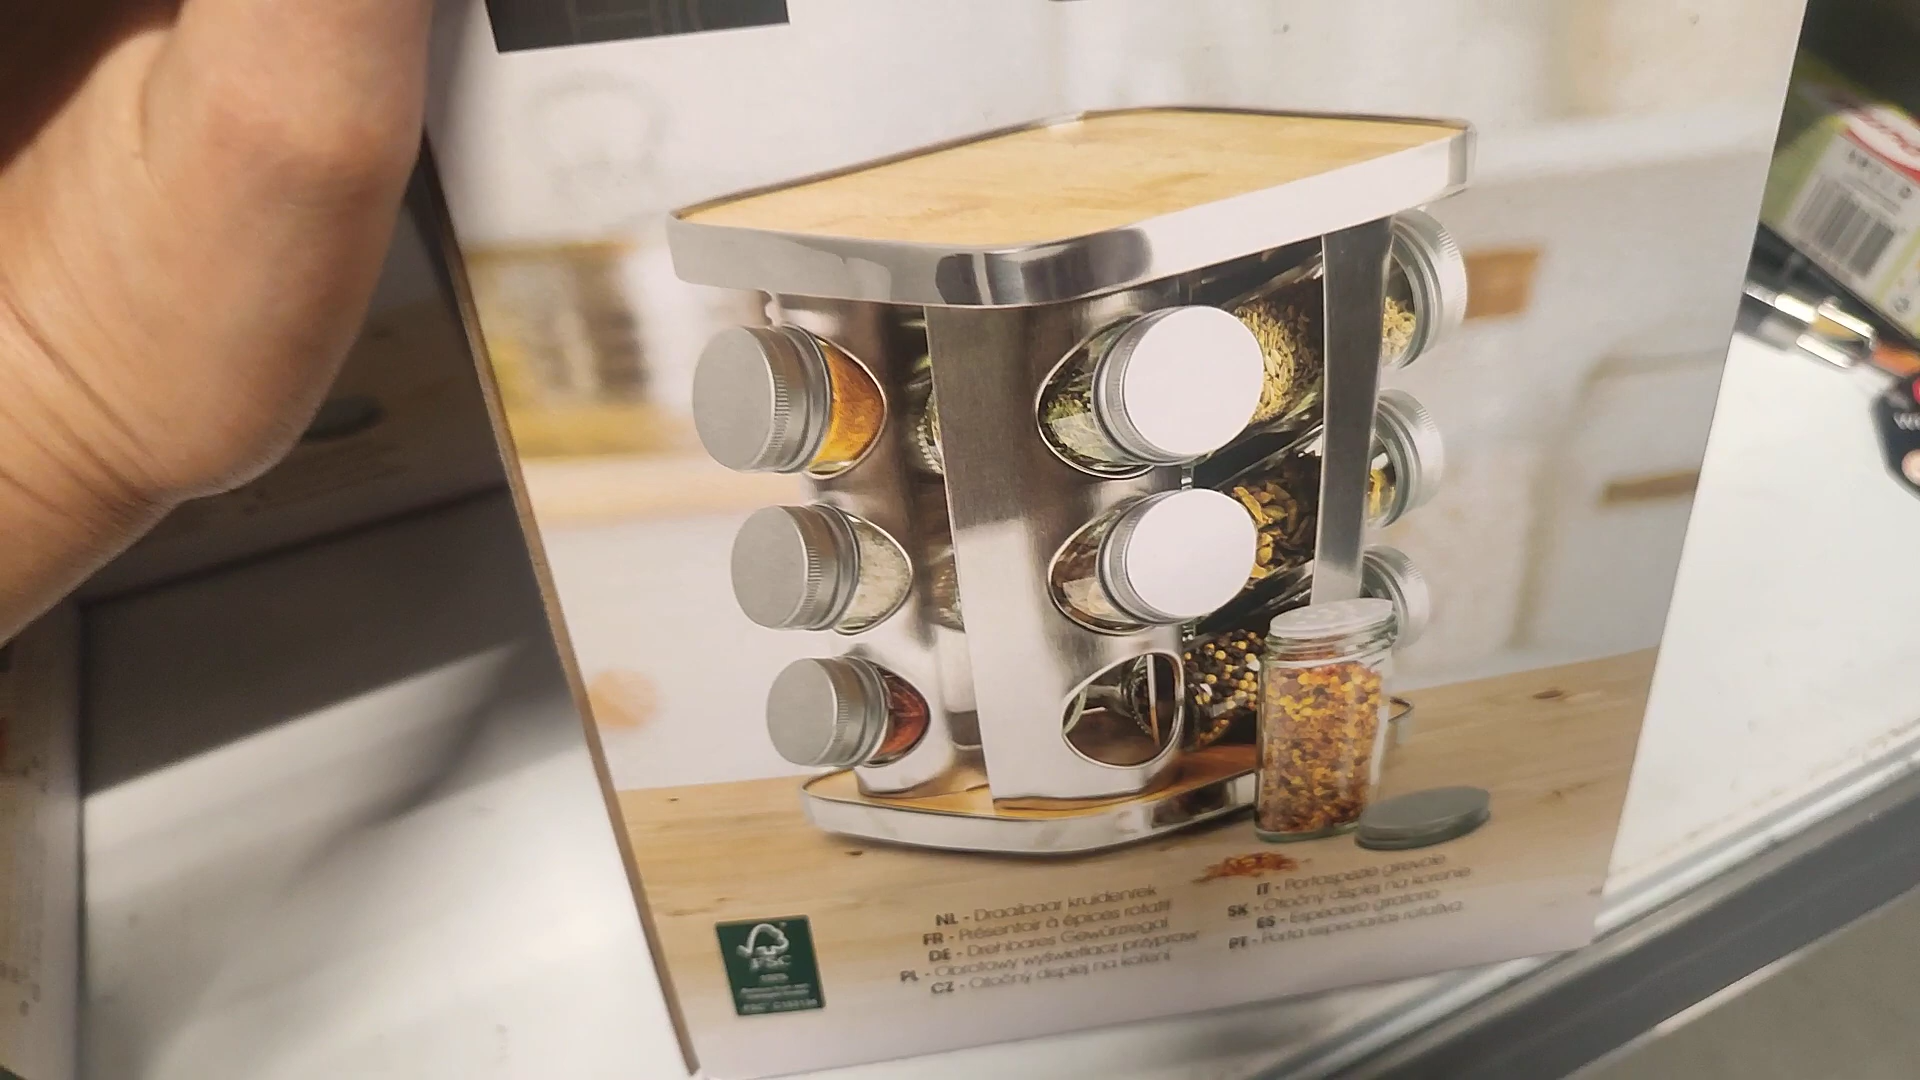 NL - Draaibaar kruidenrek
FR - Présentoir à épices rotatif
DE - Drehbares Gewürzregal
PL - Obrotowy wyświetlacz przypraw
CZ - Otočný displej na koření
IT - Portaspezie girevole
SK - Otočný displej na korenie
ES - Especiero giratorio
PT - Porta especiarias rotativa
FSC